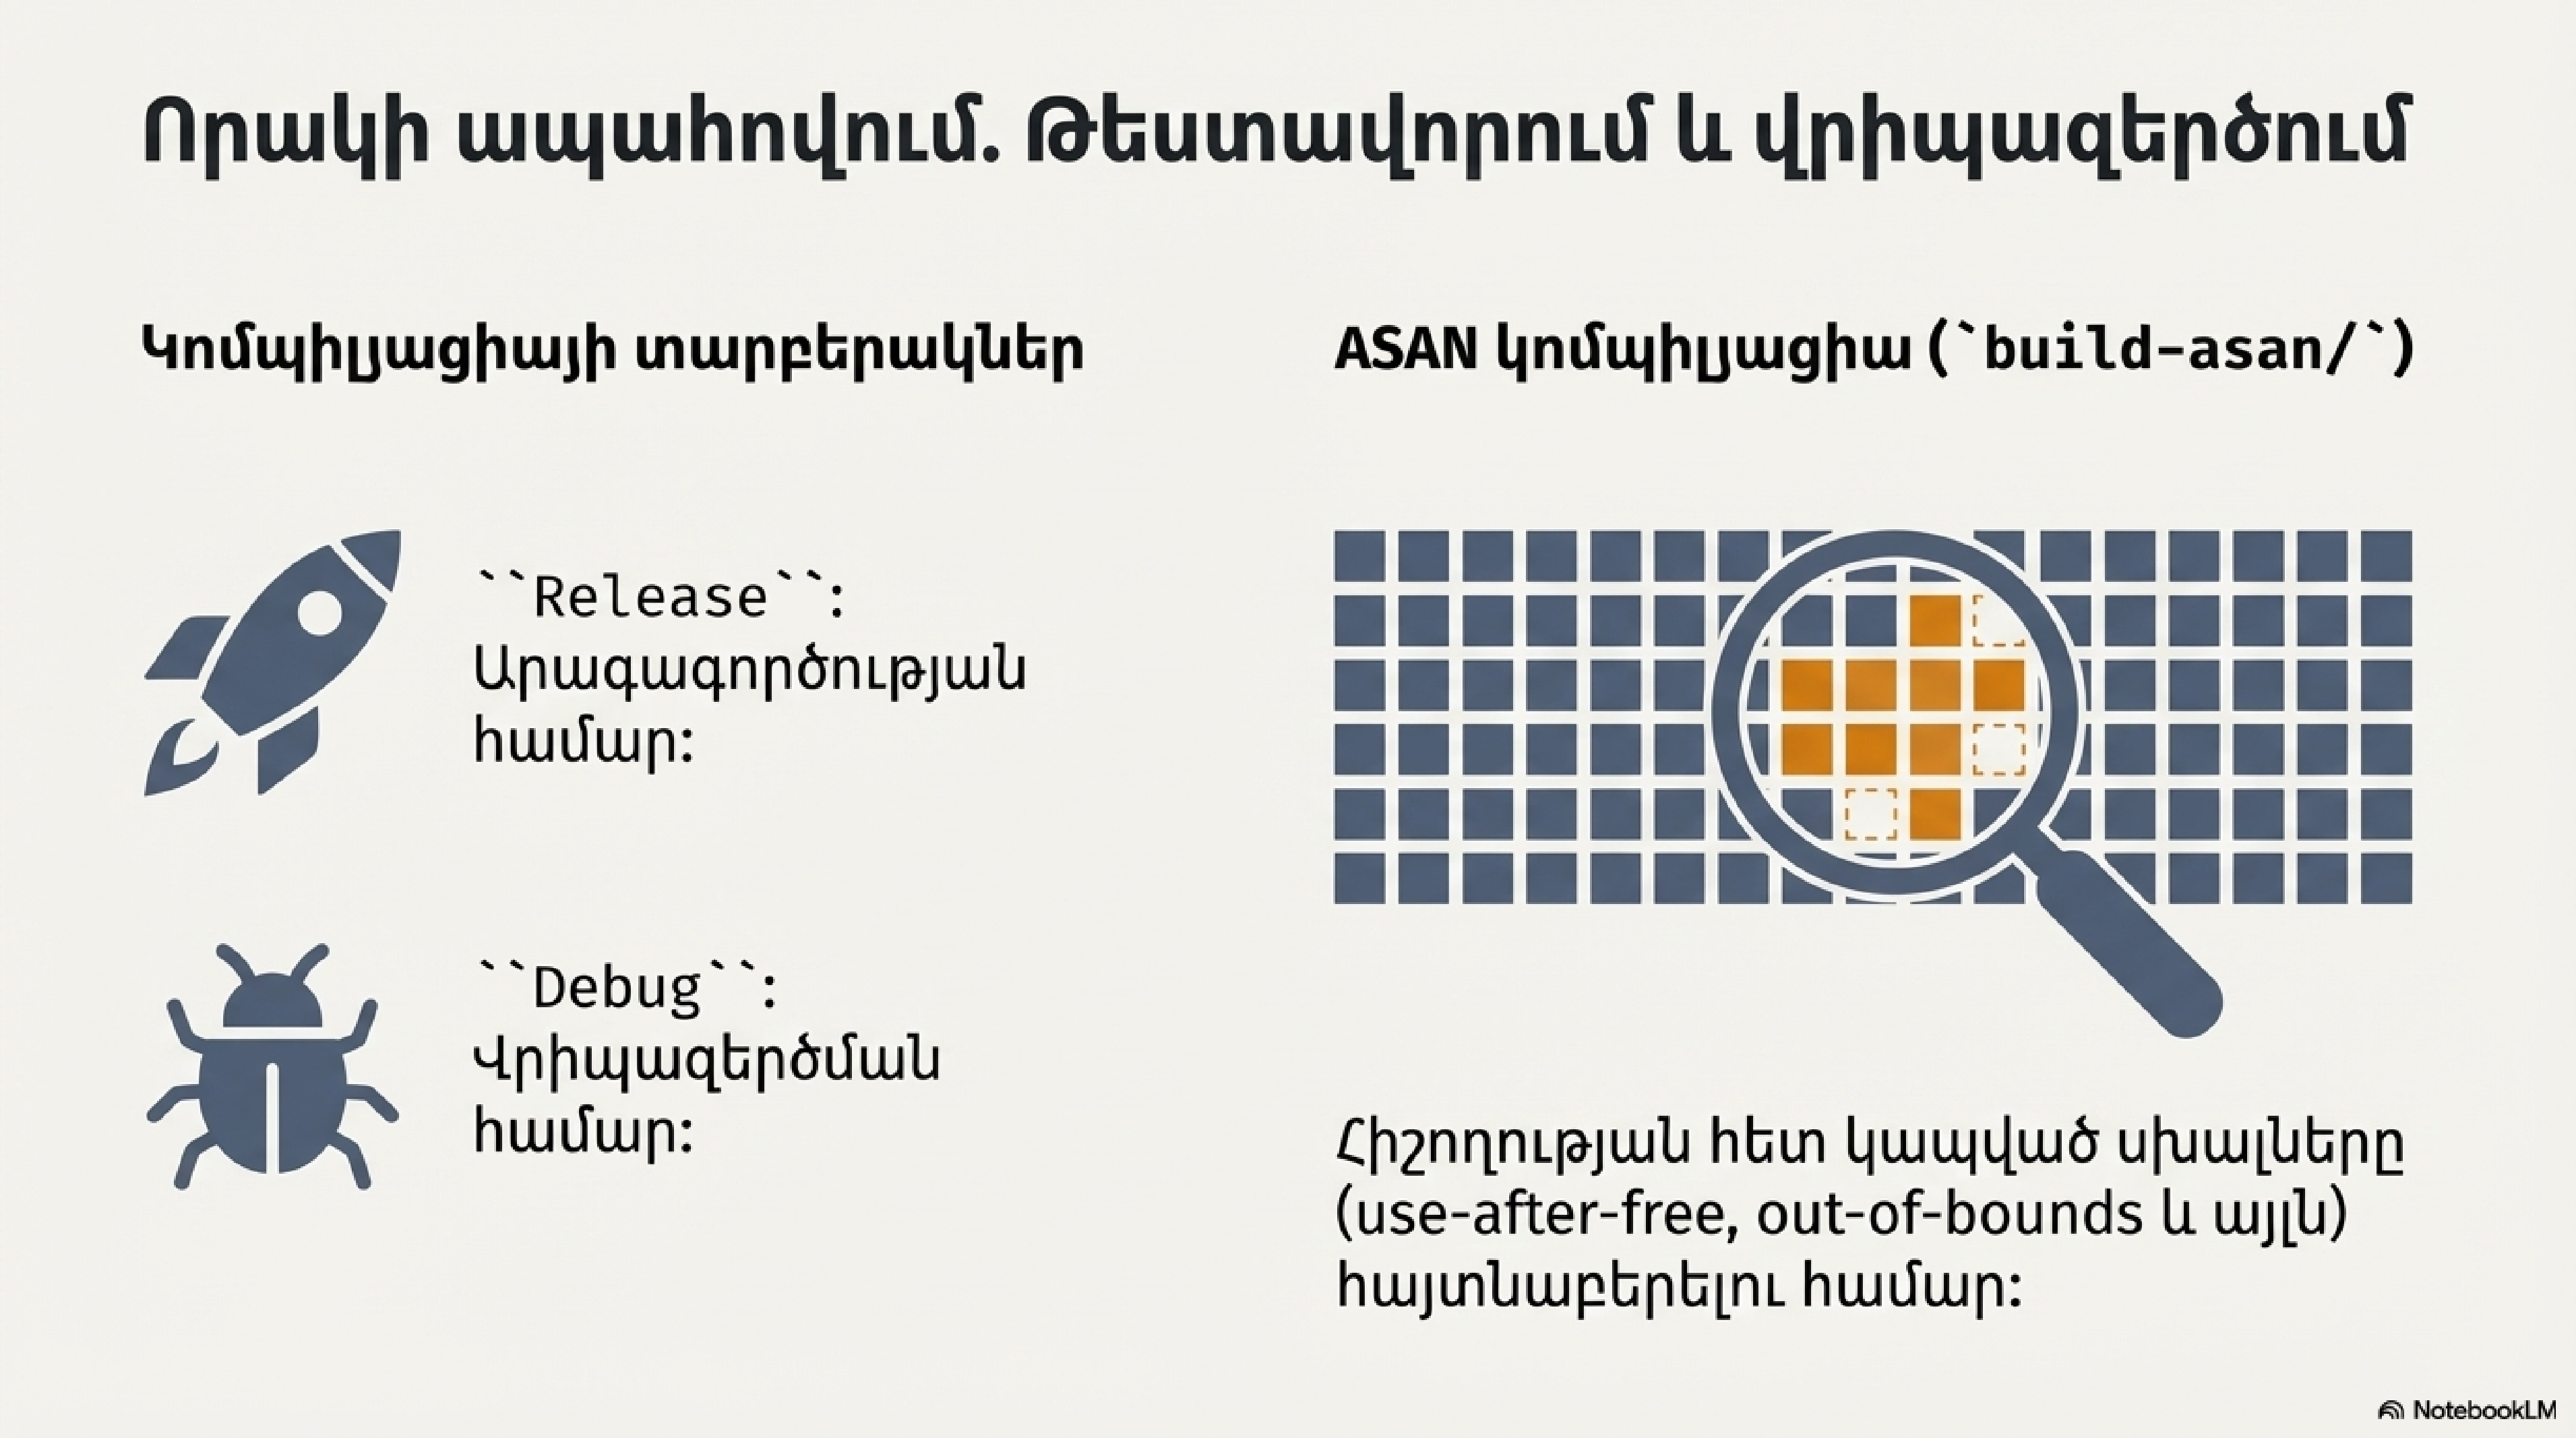 Որակի ապահովում. Թեստավորում և վրիպազերծում
Կոմպիլյացիայի տարբերակներ
``Release``:
Արագագործության
համար:
``Debug``:
Վրիպազերծման
համար:
ASAN կոմպիլյացիա (`build-asan/`)
Հիշողության հետ կապված սխալները
(use-after-free, out-of-bounds և այլն)
հայտնաբերելու համար:
NotebookLM